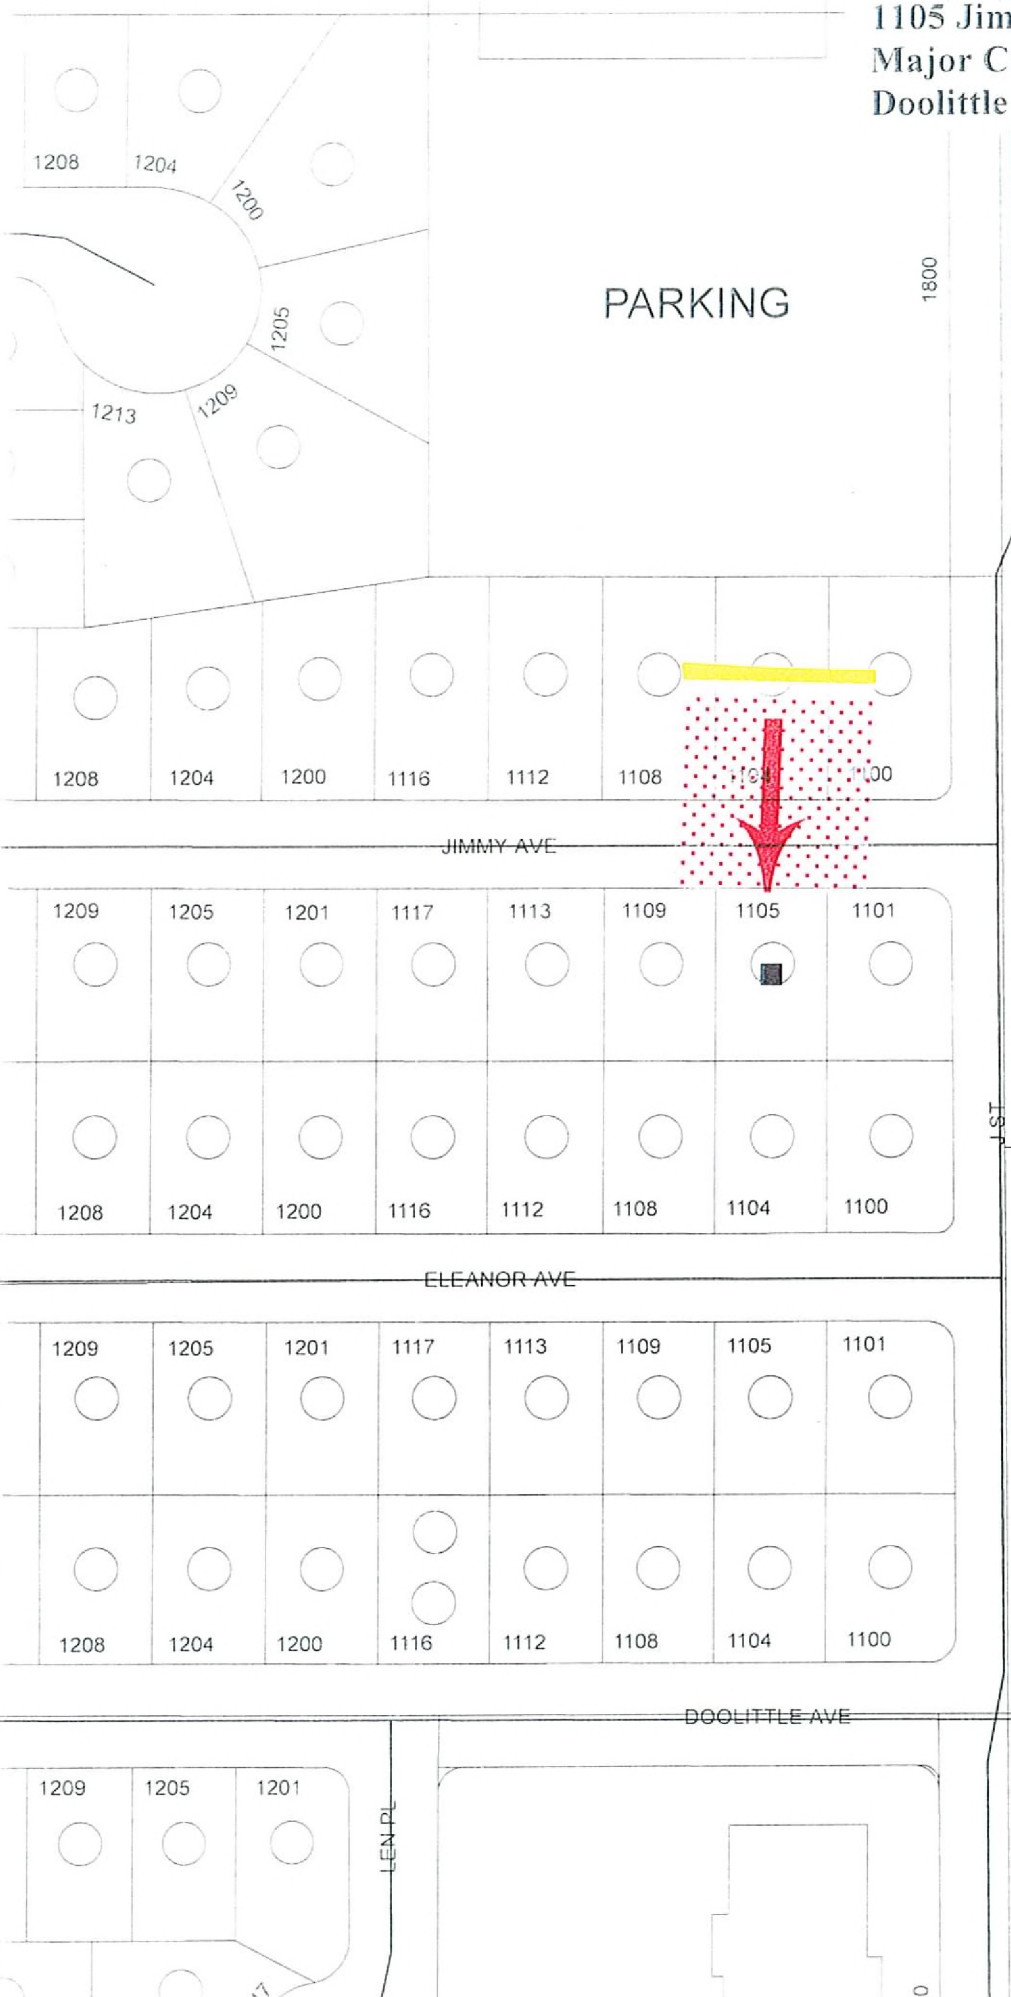 1105 Jim
Major C
Doolittle
1208 1204 1200
1800
PARKING
1205
1209
1213
1208 1204 1200 1116 1112 1108 1104 1100
JIMMY AVE
1209 1205 1201 1117 1113 1109 1105 1101
J ST
1208 1204 1200 1116 1112 1108 1104 1100
ELEANOR AVE
1209 1205 1201 1117 1113 1109 1105 1101
1208 1204 1200 1116 1112 1108 1104 1100
DOOLITTLE AVE
1209 1205 1201
LEN PL